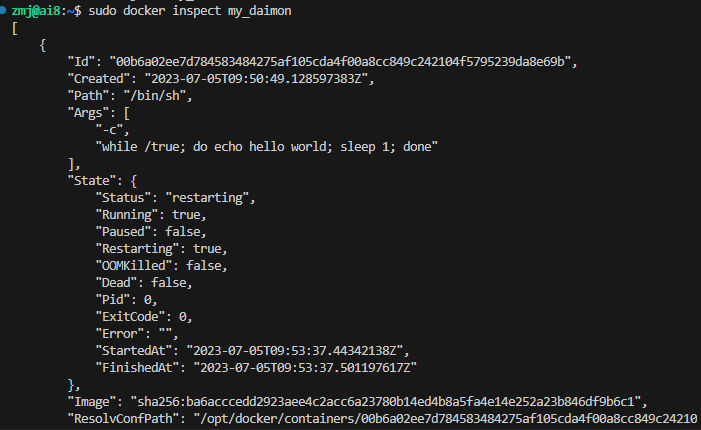 zmj@ai8:~$ sudo docker inspect my_daimon
[
    {
        "Id": "00b6a02ee7d784583484275af105cda4f00a8cc849c242104f5795239da8e69b",
        "Created": "2023-07-05T09:50:49.128597383Z",
        "Path": "/bin/sh",
        "Args": [
            "-c",
            "while /true; do echo hello world; sleep 1; done"
        ],
        "State": {
            "Status": "restarting",
            "Running": true,
            "Paused": false,
            "Restarting": true,
            "OOMKilled": false,
            "Dead": false,
            "Pid": 0,
            "ExitCode": 0,
            "Error": "",
            "StartedAt": "2023-07-05T09:53:37.44342138Z",
            "FinishedAt": "2023-07-05T09:53:37.501197617Z"
        },
        "Image": "sha256:ba6acccedd2923aee4c2acc6a23780b14ed4b8a5fa4e14e252a23b846df9b6c1",
        "ResolvConfPath": "/opt/docker/containers/00b6a02ee7d784583484275af105cda4f00a8cc849c24210